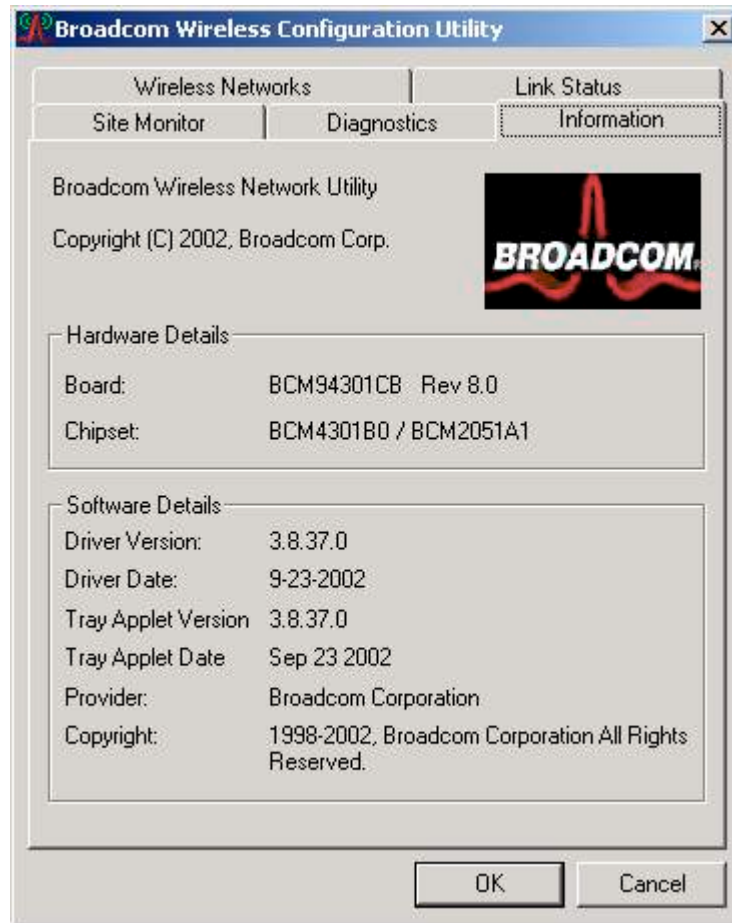 Broadcom Wireless Configuration Utility
Wireless Networks Link Status
Site Monitor Diagnostics Information
Broadcom Wireless Network Utility
Copyright (C) 2002, Broadcom Corp.
BROADCOM
Hardware Details
Board: BCM94301CB Rev 8.0
Chipset: BCM4301B0 / BCM2051A1
Software Details
Driver Version: 3.8.37.0
Driver Date: 9-23-2002
Tray Applet Version 3.8.37.0
Tray Applet Date Sep 23 2002
Provider: Broadcom Corporation
Copyright: 1998-2002, Broadcom Corporation All Rights
Reserved.
OK Cancel